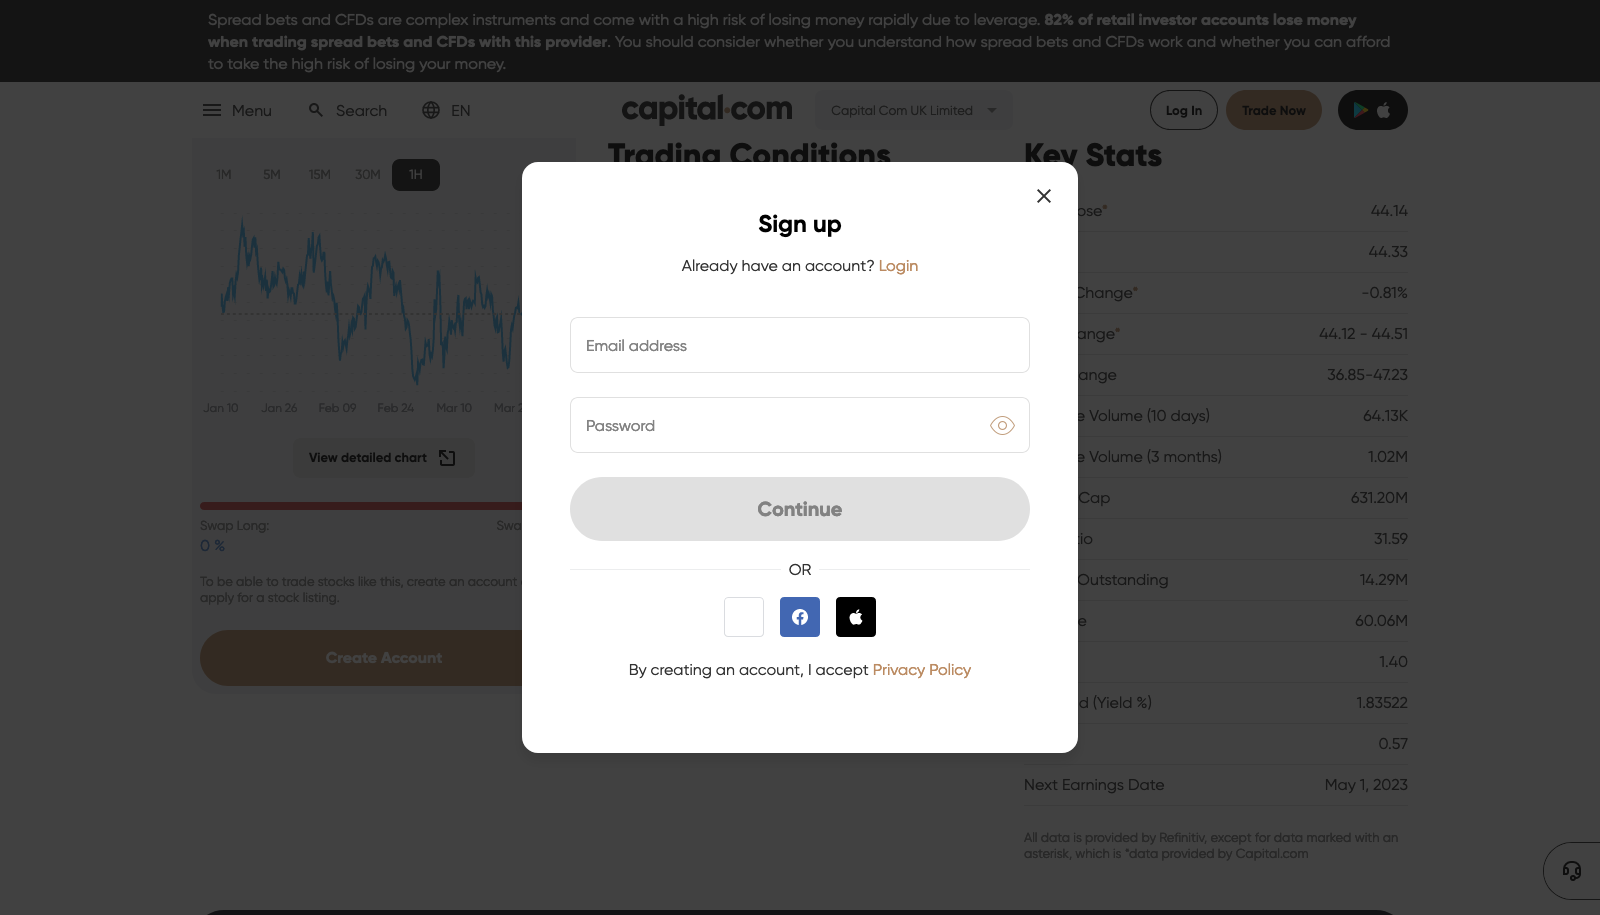 Spread bets and CFDs are complex instruments and come with a high risk of losing money rapidly due to leverage. 82% of retail investor accounts lose money
when trading spread bets and CFDs with this provider. You should consider whether you understand how spread bets and CFDs work and whether you can afford
to take the high risk of losing your money.
Menu Search EN
capital.com
Capital Com UK Limited
Log In
Trade Now
Trading Conditions
Key Stats
1M 5M 15M 30M 1H
Jan 10 Jan 26 Feb 09 Feb 24 Mar 10 Mar
View detailed chart
Swap Long:
0 %
To be able to trade stocks like this, create an account
apply for a stock listing.
Create Account
Sign up
Already have an account? Login
Email address
Password
Continue
OR
By creating an account, I accept Privacy Policy
44.14
44.33
Change* -0.81%
44.12 - 44.51
36.85-47.23
Volume (10 days) 64.13K
Volume (3 months) 1.02M
Cap 631.20M
31.59
Outstanding 14.29M
60.06M
1.40
(Yield %) 1.83522
0.57
Next Earnings Date May 1, 2023
All data is provided by Refinitiv, except for data marked with an
asterisk, which is *data provided by Capital.com